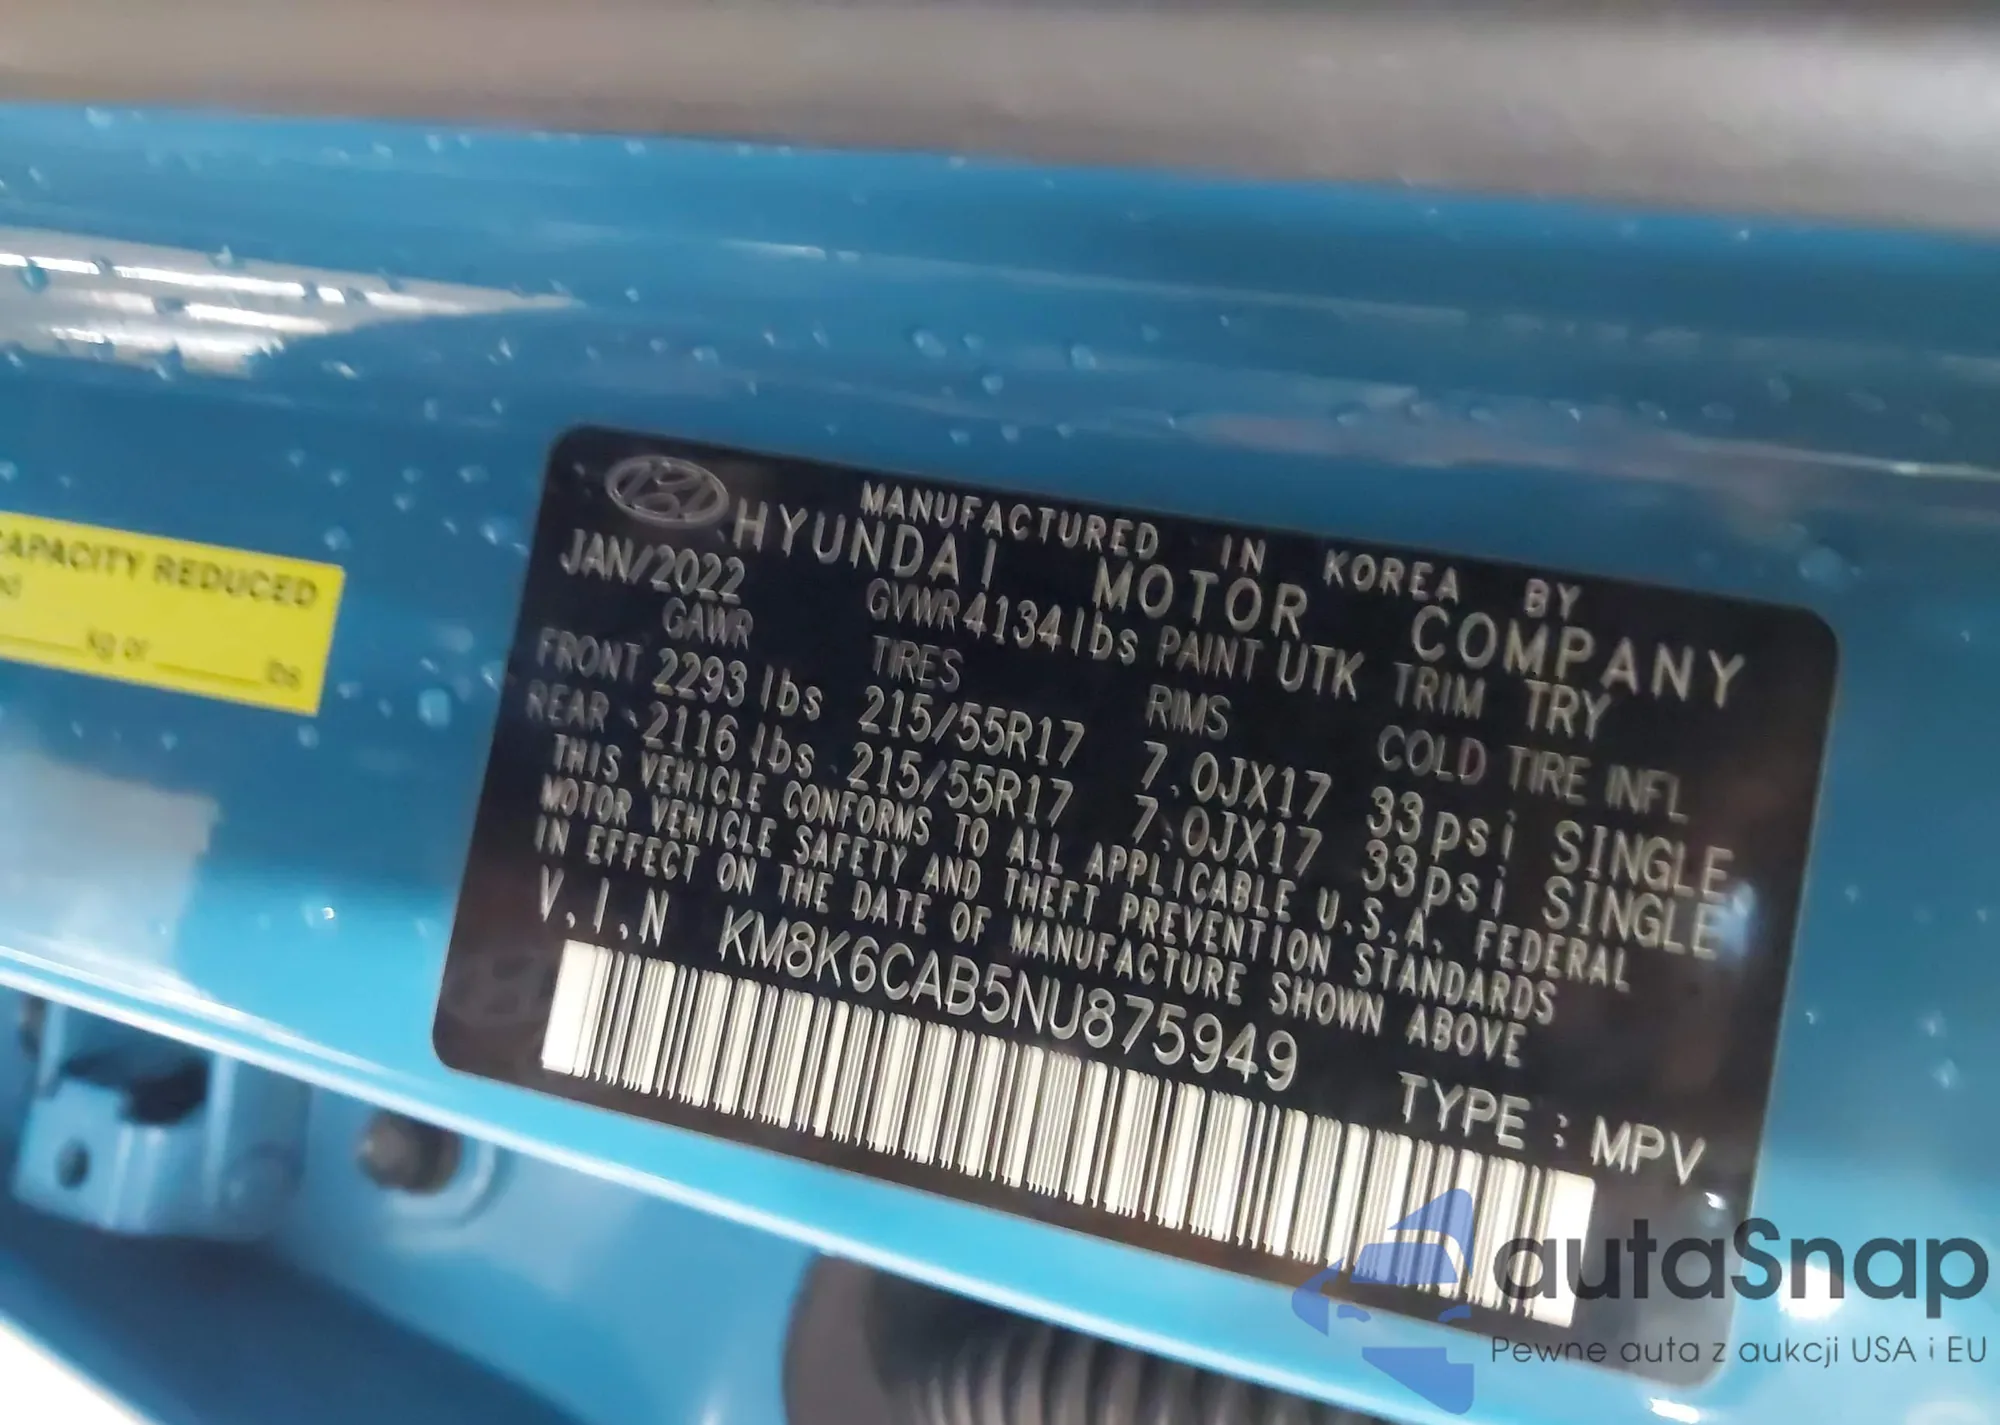 CAPACITY REDUCED
kg or lbs
MANUFACTURED IN KOREA BY
HYUNDAI MOTOR COMPANY
JAN/2022 GVWR 4134 lbs PAINT UTK TRIM TRY
GAWR TIRES RIMS COLD TIRE INFL
FRONT 2293 lbs 215/55R17 7.0JX17 33psi SINGLE
REAR 2116 lbs 215/55R17 7.0JX17 33psi SINGLE
THIS VEHICLE CONFORMS TO ALL APPLICABLE U.S.A. FEDERAL
MOTOR VEHICLE SAFETY AND THEFT PREVENTION STANDARDS
IN EFFECT ON THE DATE OF MANUFACTURE SHOWN ABOVE
V.I.N KM8K6CAB5NU875949
TYPE : MPV
autaSnap
Pewne auta z aukcji USA i EU